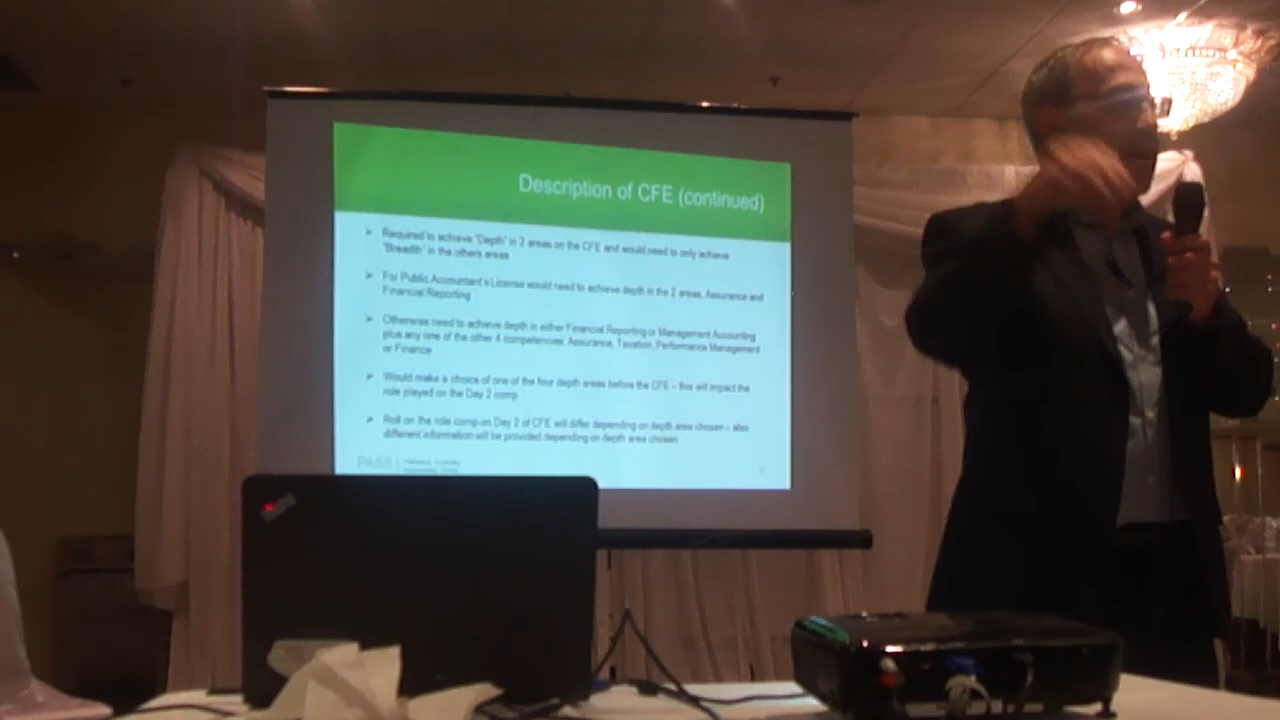 Description of CFE (continued)
Required to achieve "Depth" in 2 areas on the CFE and would need to only achieve
"Breadth" in the others areas
For Public Accountant's License would need to achieve depth in the 2 areas, Assurance and
Financial Reporting
Otherwise need to achieve depth in either Financial Reporting or Management Accounting
plus any one of the other 4 competencies: Assurance, Taxation, Performance Management
or Finance
Would make a choice of one of the four depth areas before the CFE – this will impact the
role played on the Day 2 comp
Roll on the role comp on Day 2 of CFE will differ depending on depth area chosen – also
different information will be provided depending on depth area chosen
PASS